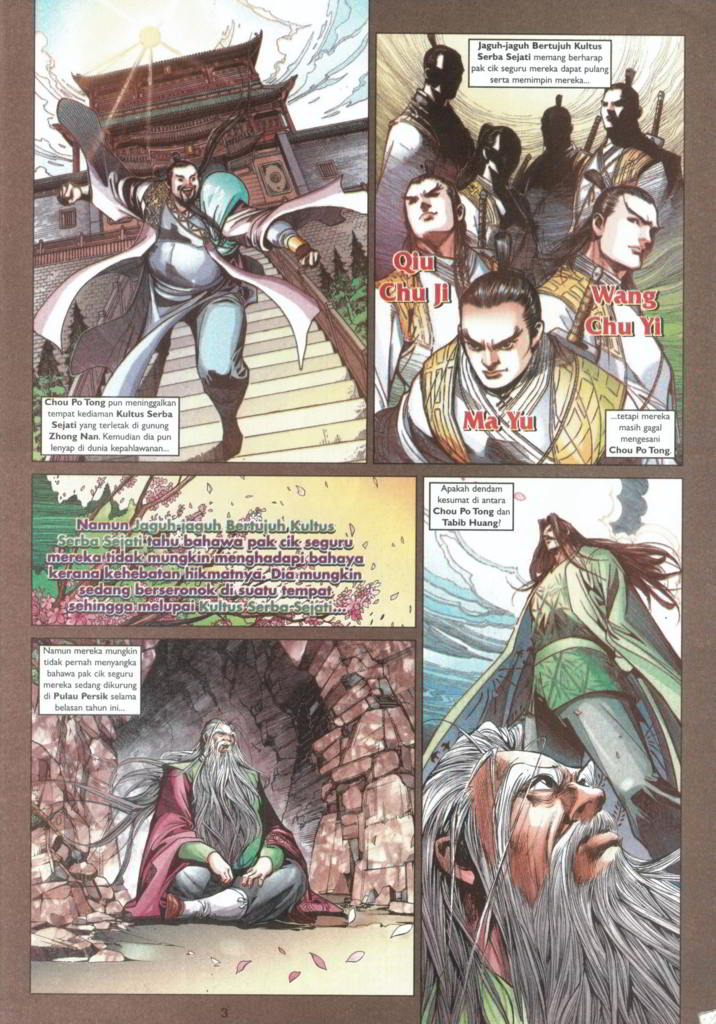 Chou Po Tong pun meninggalkan
tempat kediaman Kultus Serba
Sejati yang terletak di gunung
Zhong Nan. Kemudian dia pun
lenyap di dunia kepahlawanan...
Jaguh-jaguh Bertujuh Kultus
Serba Sejati memang berharap
pak cik seguru mereka dapat pulang
serta memimpin mereka...
Qiu
Chu Ji
Wang
Chu Yi
Ma Yu
...tetapi mereka
masih gagal
mengesani
Chou Po Tong.
Namun Jaguh-jaguh Bertujuh Kultus
Serba Sejati tahu bahawa pak cik seguru
mereka tidak mungkin menghadapi bahaya
kerana kehebatan hikmatnya. Dia mungkin
sedang berseronok di suatu tempat
sehingga melupai Kultus Serba Sejati...
Namun mereka mungkin
tidak pernah menyangka
bahawa pak cik seguru
mereka sedang dikurung
di Pulau Persik selama
belasan tahun ini...
Apakah dendam
kesumat di antara
Chou Po Tong dan
Tabib Huang?
3